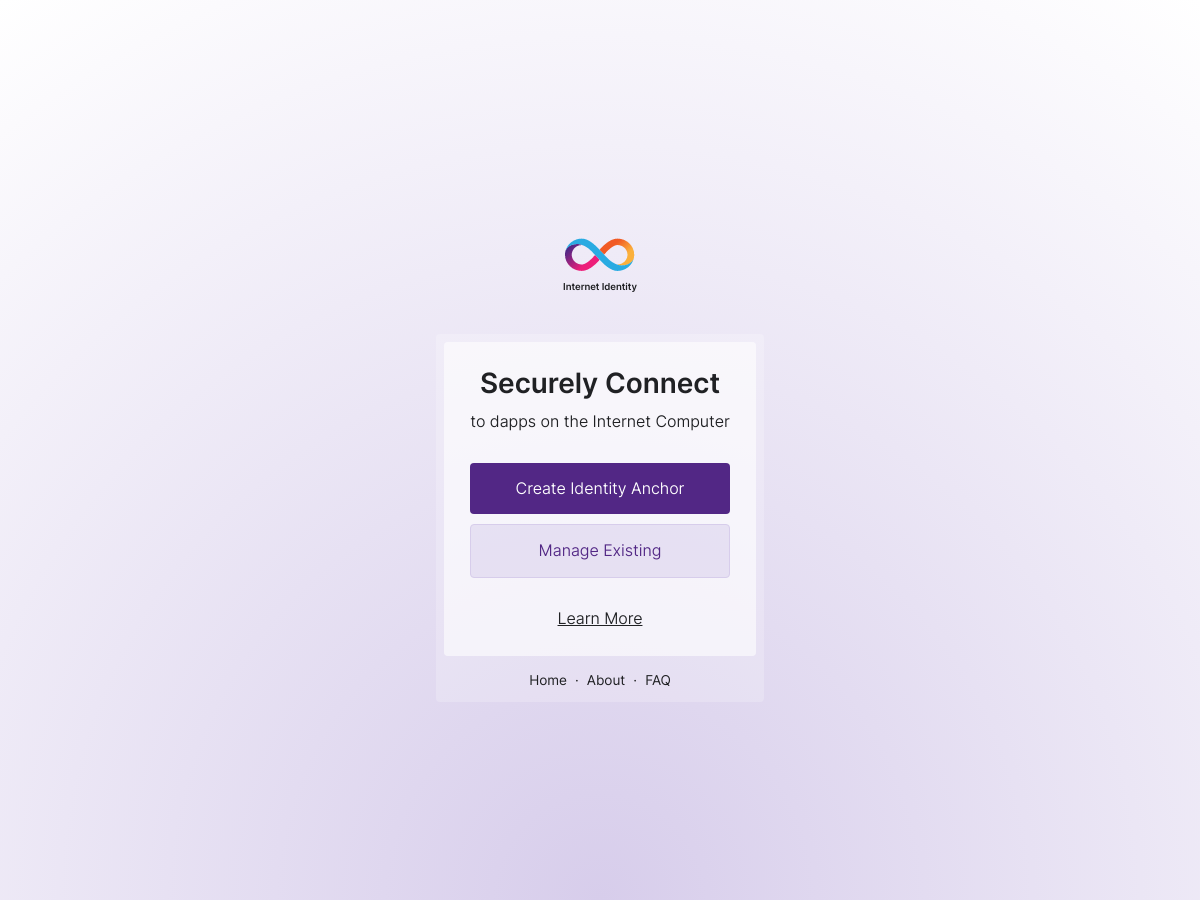 Internet Identity
Securely Connect
to dapps on the Internet Computer
Create Identity Anchor
Manage Existing
Learn More
Home · About · FAQ